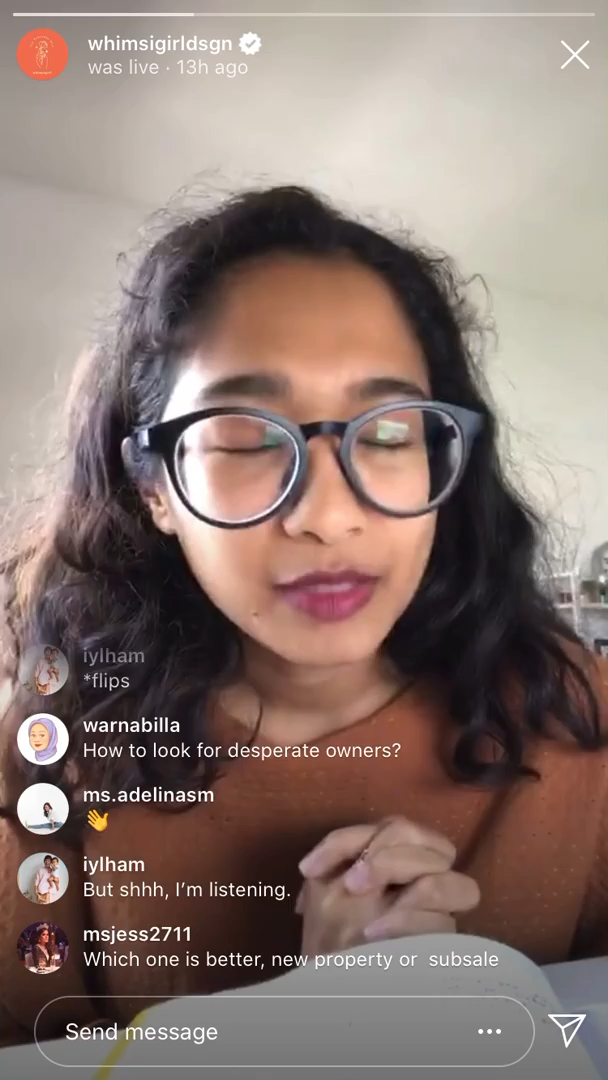 whimsigirldsgn
was live · 13h ago
iylham
*flips
warnabilla
How to look for desperate owners?
ms.adelinasm
👋
iylham
But shhh, I’m listening.
msjess2711
Which one is better, new property or  subsale
Send message